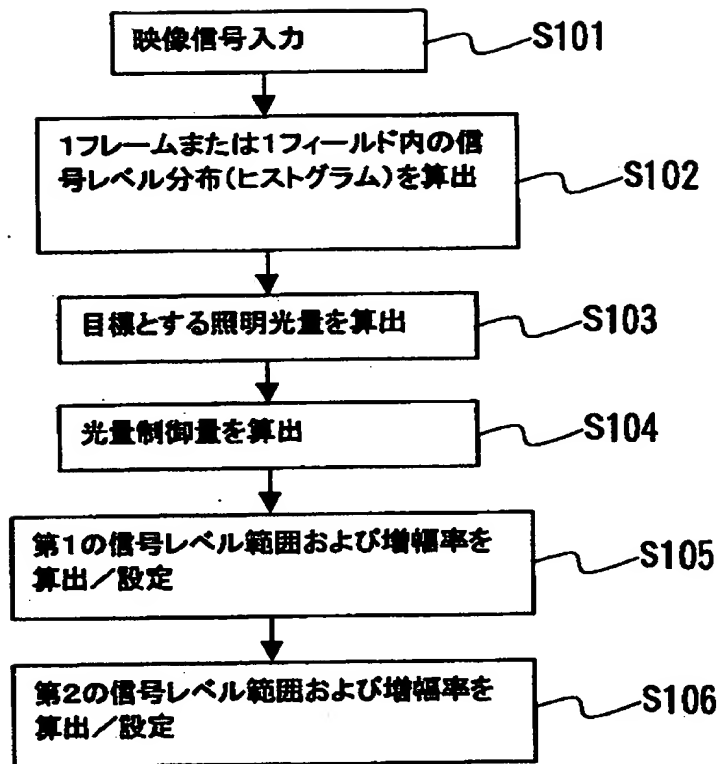 映像信号入力
S101
1フレームまたは1フィールド内の信
号レベル分布(ヒストグラム)を算出
S102
目標とする照明光量を算出
S103
光量制御量を算出
S104
第1の信号レベル範囲および増幅率を
算出/設定
S105
第2の信号レベル範囲および増幅率を
算出/設定
S106